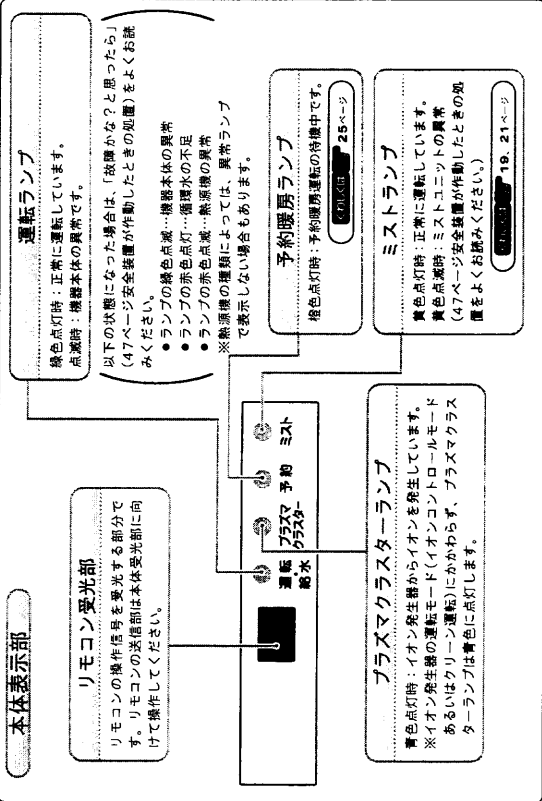 本体表示部
リモコン受光部
リモコンの操作信号を受光する部分で
す。リモコンの送信部は本体受光部に向
けて操作してください。
運転ランプ
緑色点灯時：正常に運転しています。
点滅時：機器本体の異常です。
以下の状態になった場合は、「故障かな？と思ったら」
(47ページ安全装置が作動したときの処置)をよくお読
みください。
●ランプの緑色点滅…機器本体の異常
●ランプの赤色点灯…循環水の不足
●ランプの赤色点滅…熱源機の異常
※熱源機の種類によっては、異常ランプ
で表示しない場合もあります。
運転・給水
プラズマクラスター
予約
ミスト
予約暖房ランプ
橙色点灯時：予約暖房運転の待機中です。
くわしくは 25ページ
ミストランプ
黄色点灯時：正常に運転しています。
黄色点滅時：ミストユニットの異常
(47ページ安全装置が作動したときの処
置をよくお読みください。)
くわしくは 19、21ページ
プラズマクラスターランプ
青色点灯時：イオン発生器からイオンを発生しています。
※イオン発生器の運転モード(イオンコントロールモード
あるいはクリーン運転)にかかわらず、プラズマクラス
ターランプは青色に点灯します。